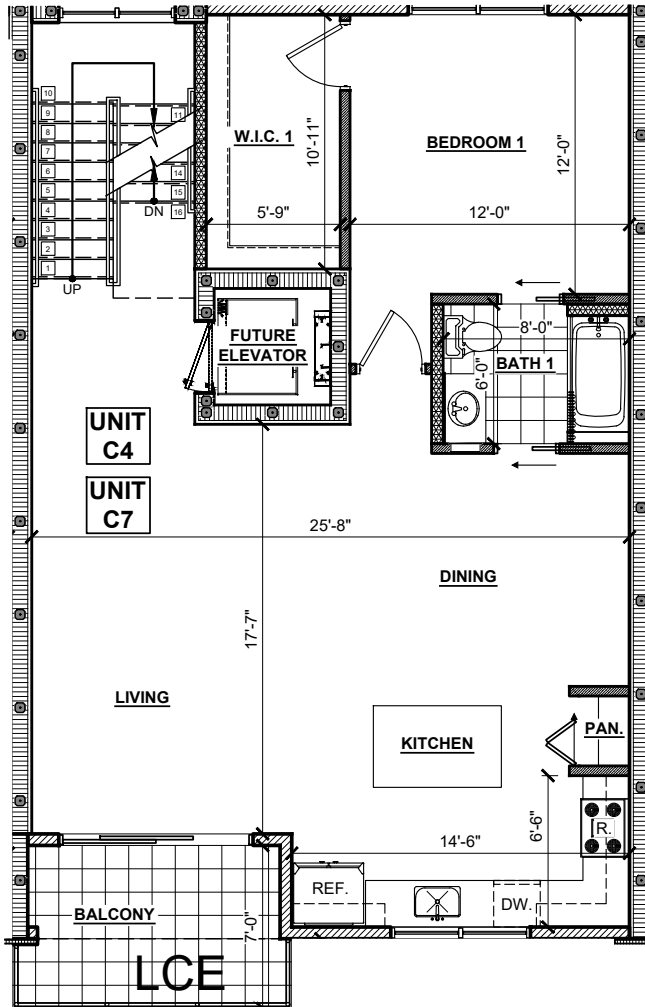 10
9
8
7
6
5
4
3
2
1
11
14
15
16
UP
DN
W.I.C. 1
10'-11"
5'-9"
BEDROOM 1
12'-0"
12'-0"
FUTURE
ELEVATOR
8'-0"
BATH 1
6'-0"
UNIT
C4
UNIT
C7
25'-8"
DINING
17'-7"
LIVING
KITCHEN
PAN.
6'-6"
R.
14'-6"
REF.
DW.
BALCONY
7'-0"
LCE